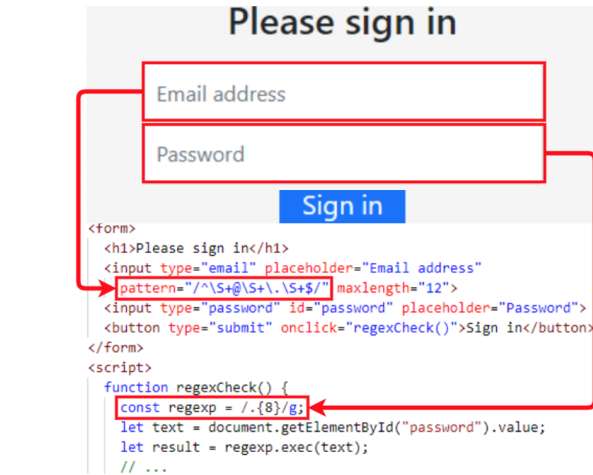 Please sign in
Email address
Password
Sign in
<form>
<h1>Please sign in</h1>
<input type="email" placeholder="Email address"
pattern="/^\S+@\S+\.\S+$/" maxlength="12">
<input type="password" id="password" placeholder="Password">
<button type="submit" onclick="regexCheck()">Sign in</button>
</form>
<script>
function regexCheck() {
const regexp = /.{8}/g;
let text = document.getElementById("password").value;
let result = regexp.exec(text);
// ...